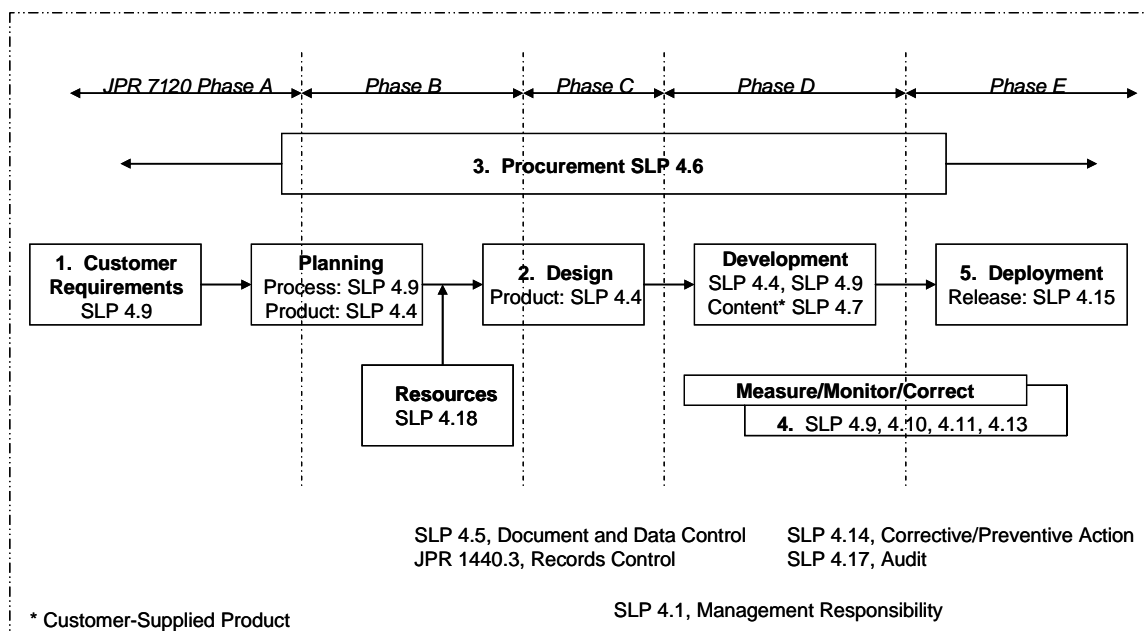 JPR 7120 Phase A
Phase B
Phase C
Phase D
Phase E
3. Procurement SLP 4.6
1. Customer
Requirements
SLP 4.9
Planning
Process: SLP 4.9
Product: SLP 4.4
2. Design
Product: SLP 4.4
Development
SLP 4.4, SLP 4.9
Content* SLP 4.7
5. Deployment
Release: SLP 4.15
Resources
SLP 4.18
Measure/Monitor/Correct
4. SLP 4.9, 4.10, 4.11, 4.13
SLP 4.5, Document and Data Control
JPR 1440.3, Records Control
SLP 4.14, Corrective/Preventive Action
SLP 4.17, Audit
SLP 4.1, Management Responsibility
* Customer-Supplied Product